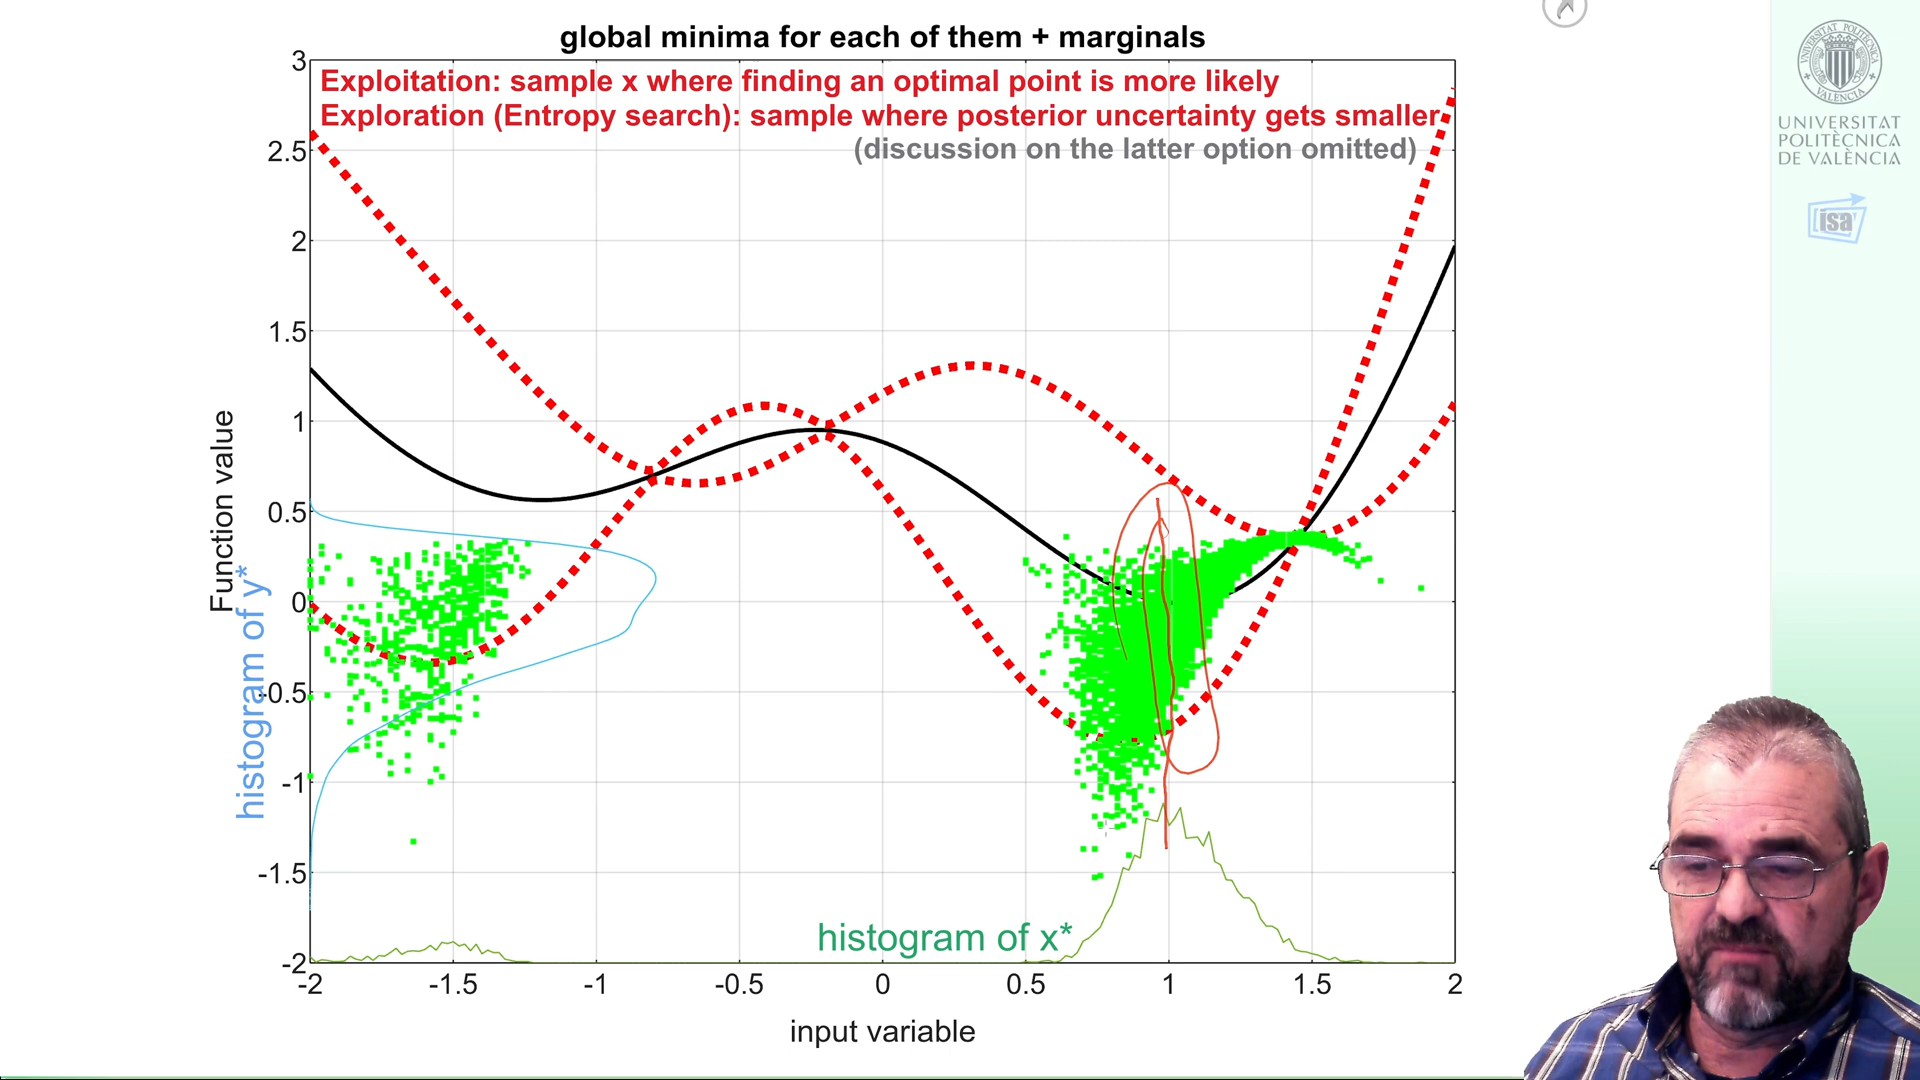 global minima for each of them + marginals
Exploitation: sample x where finding an optimal point is more likely
Exploration (Entropy search): sample where posterior uncertainty gets smaller
(discussion on the latter option omitted)
3
2.5
2
1.5
1
0.5
0
-0.5
-1
-1.5
-2
Function value
histogram of y*
histogram of x*
-2 -1.5 -1 -0.5 0 0.5 1 1.5 2
input variable
UNIVERSITAT
POLITÈCNICA
DE VALÈNCIA
isa